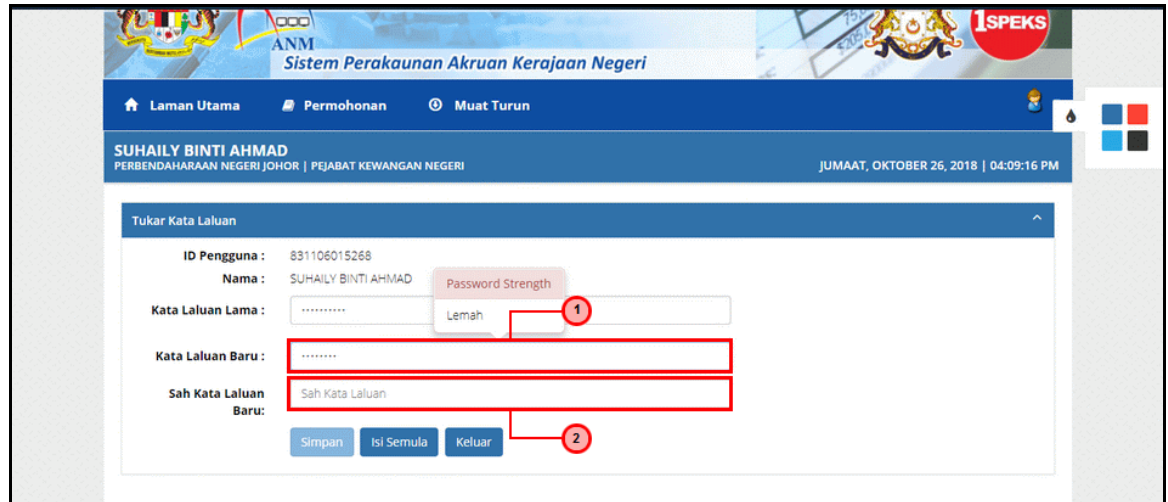 ANM
1SPEKS
Sistem Perakaunan Akruan Kerajaan Negeri
Laman Utama Permohonan Muat Turun
SUHAILY BINTI AHMAD
PERBENDAHARAAN NEGERI JOHOR | PEJABAT KEWANGAN NEGERI
JUMAAT, OKTOBER 26, 2018 | 04:09:16 PM
Tukar Kata Laluan
ID Pengguna : 831106015268
Nama : SUHAILY BINTI AHMAD
Password Strength
Lemah
Kata Laluan Lama : ··········
1
Kata Laluan Baru : ········
Sah Kata Laluan Baru: Sah Kata Laluan
Simpan Isi Semula Keluar
2